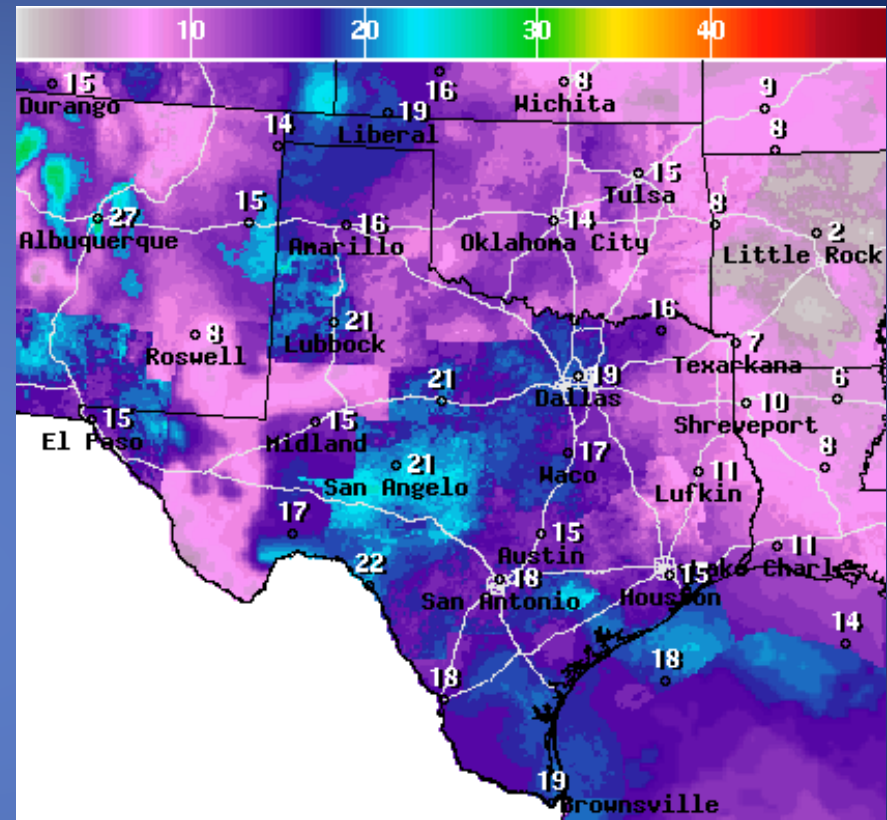 10 20 30 40
15 16 8 9
Durango Wichita
19
Liberal
14 8
15
Tulsa
27 15 16 14 8 2
Albuquerque Amarillo Oklahoma City Little Rock
8 21 16 7
Roswell Lubbock Texarkana
19
Dallas
21 10 6
Shreveport
15 15
El Paso Midland
21 17 11 8
San Angelo Waco Lufkin
17 15 11
Austin
Lake Charles
22 18 15
San Antonio Houston
14
18 18
19
Brownsville